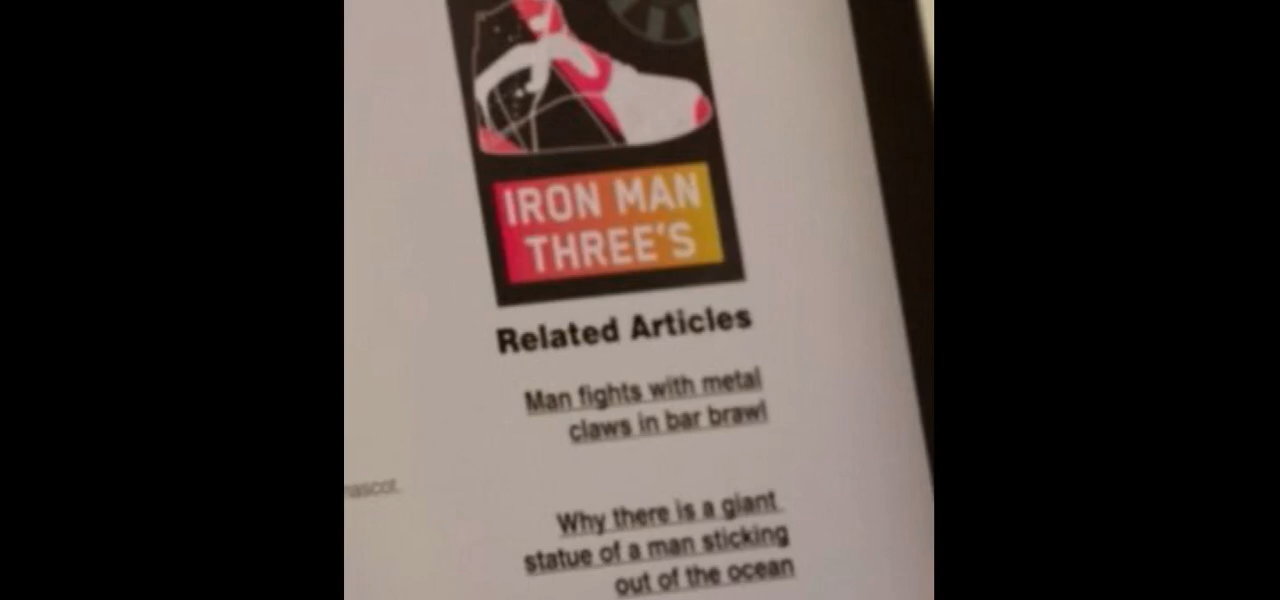 IRON MAN
THREE'S
Related Articles
Man fights with metal
claws in bar brawl
Why there is a giant
statue of a man sticking
out of the ocean